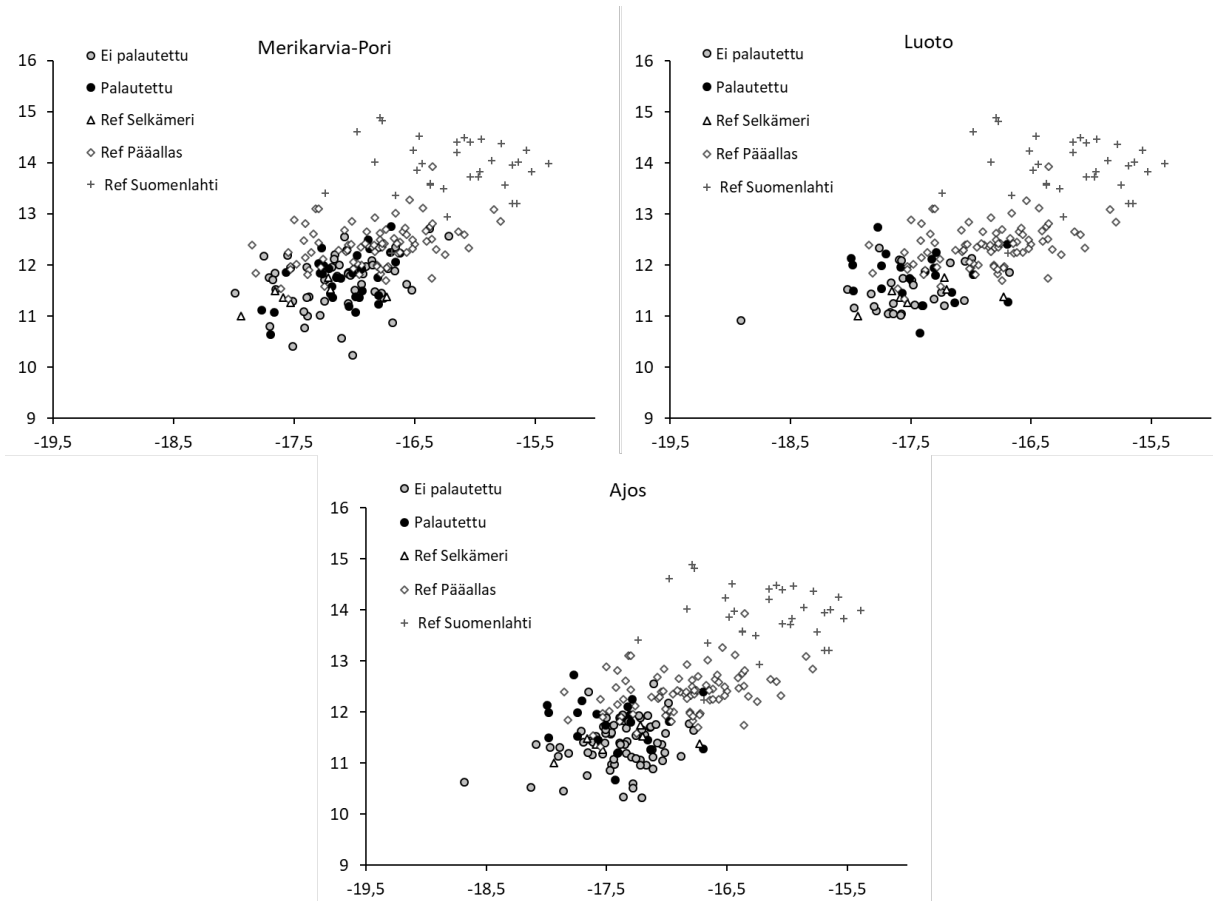 Merikarvia-Pori
Ei palautettu
Palautettu
Ref Selkämeri
Ref Pääallas
Ref Suomenlahti
16
15
14
13
12
11
10
9
-19,5 -18,5 -17,5 -16,5 -15,5
Luoto
Ei palautettu
Palautettu
Ref Selkämeri
Ref Pääallas
Ref Suomenlahti
16
15
14
13
12
11
10
9
-19,5 -18,5 -17,5 -16,5 -15,5
Ajos
Ei palautettu
Palautettu
Ref Selkämeri
Ref Pääallas
Ref Suomenlahti
16
15
14
13
12
11
10
9
-19,5 -18,5 -17,5 -16,5 -15,5